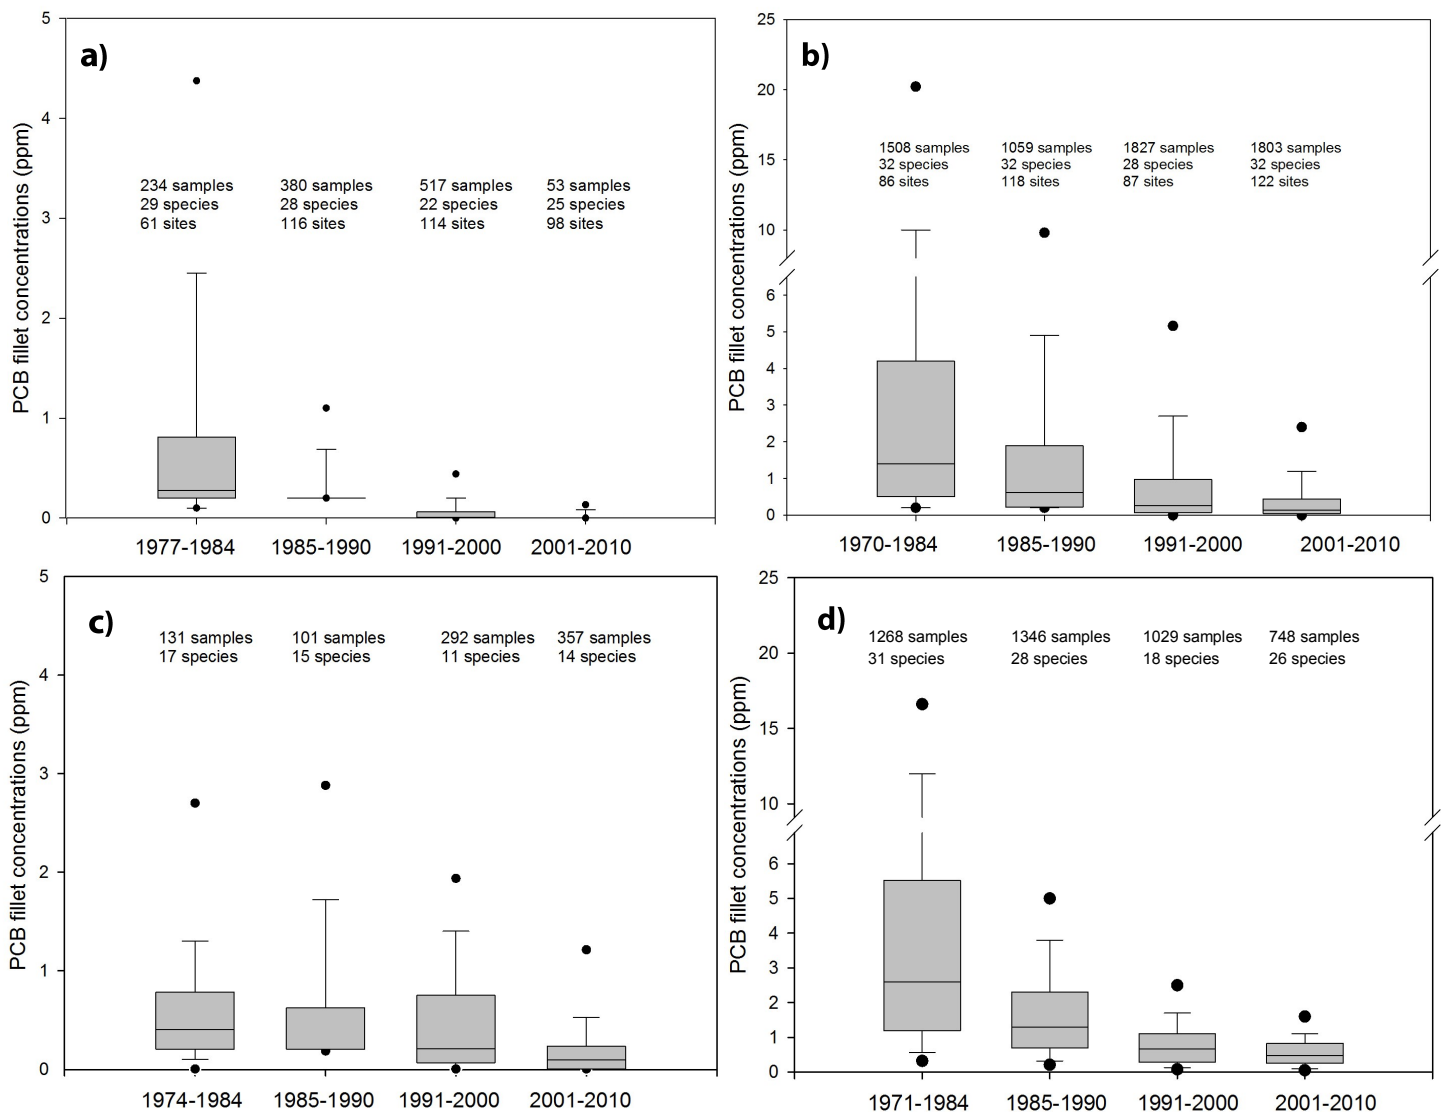 a)
PCB fillet concentrations (ppm)
5
4
3
2
1
0
234 samples
29 species
61 sites
380 samples
28 species
116 sites
517 samples
22 species
114 sites
53 samples
25 species
98 sites
1977-1984
1985-1990
1991-2000
2001-2010
b)
PCB fillet concentrations (ppm)
25
20
15
10
6
5
4
3
2
1
0
1508 samples
32 species
86 sites
1059 samples
32 species
118 sites
1827 samples
28 species
87 sites
1803 samples
32 species
122 sites
1970-1984
1985-1990
1991-2000
2001-2010
c)
PCB fillet concentrations (ppm)
5
4
3
2
1
0
131 samples
17 species
101 samples
15 species
292 samples
11 species
357 samples
14 species
1974-1984
1985-1990
1991-2000
2001-2010
d)
PCB fillet concentrations (ppm)
25
20
15
10
6
5
4
3
2
1
0
1268 samples
31 species
1346 samples
28 species
1029 samples
18 species
748 samples
26 species
1971-1984
1985-1990
1991-2000
2001-2010